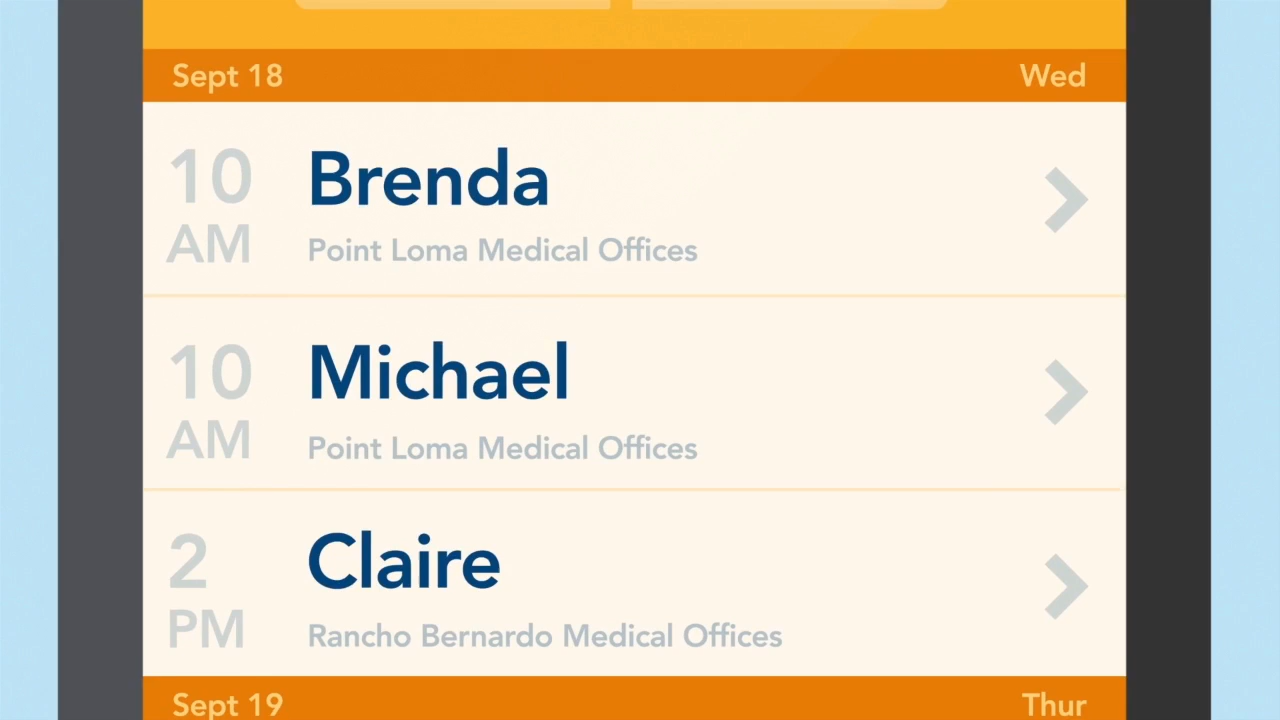 Sept 18 Wed
10 AM
Brenda
Point Loma Medical Offices
10 AM
Michael
Point Loma Medical Offices
2 PM
Claire
Rancho Bernardo Medical Offices
Sept 19 Thur